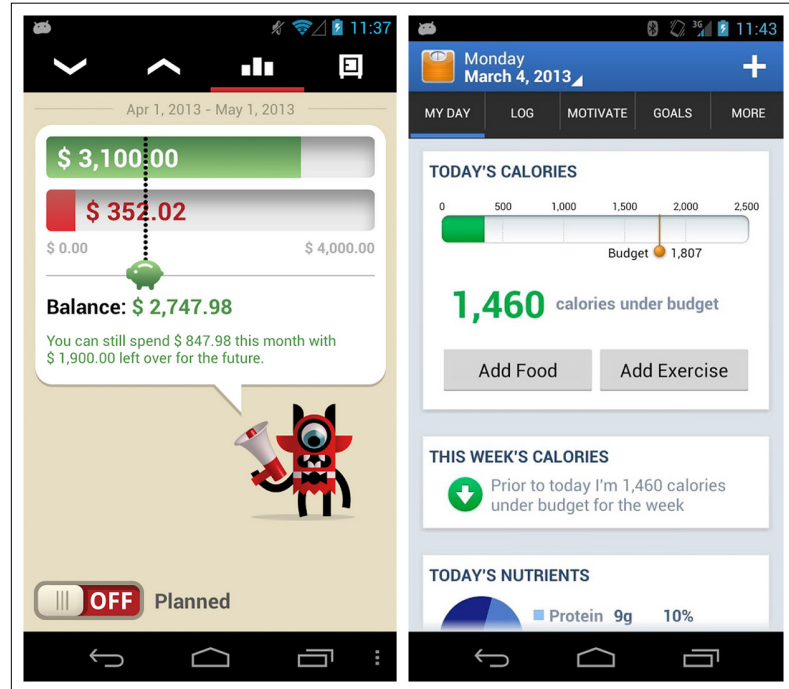 11:37
Apr 1, 2013 - May 1, 2013
$ 3,100.00
$ 352.02
$ 0.00 $ 4,000.00
Balance: $ 2,747.98
You can still spend $ 847.98 this month with
$ 1,900.00 left over for the future.
OFF Planned
3G 11:43
Monday
March 4, 2013
MY DAY LOG MOTIVATE GOALS MORE
TODAY'S CALORIES
0 500 1,000 1,500 2,000 2,500
Budget 1,807
1,460 calories under budget
Add Food Add Exercise
THIS WEEK'S CALORIES
Prior to today I'm 1,460 calories
under budget for the week
TODAY'S NUTRIENTS
Protein 9g 10%